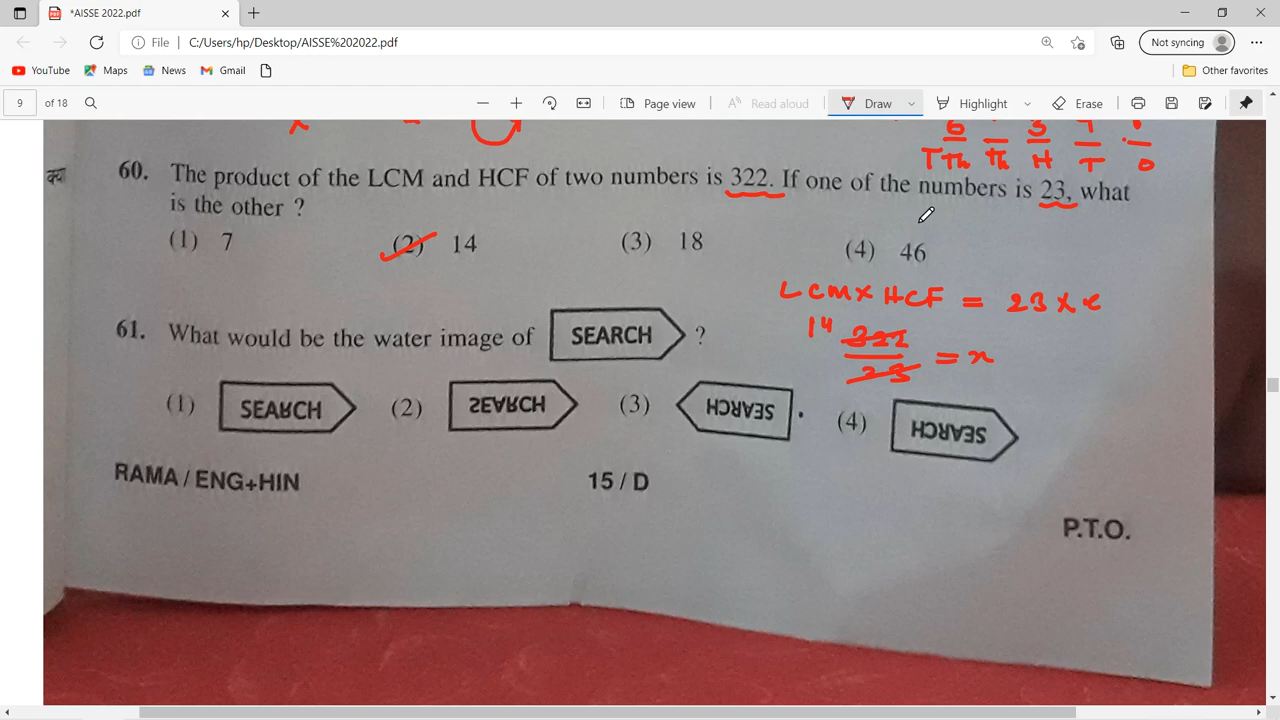 *AISSE 2022.pdf
File C:/Users/hp/Desktop/AISSE%202022.pdf Not syncing
YouTube Maps News Gmail Other favorites
9 of 18 Page view Read aloud Draw Highlight Erase
6 3
T Th Th H T O
क्या
60. The product of the LCM and HCF of two numbers is 322. If one of the numbers is 23, what
is the other ?
(1) 7 (2) 14 (3) 18 (4) 46
LCM x HCF = 23 x x
14 322
= x
23
61. What would be the water image of SEARCH ?
(1) SEARCH (2) SEARCH (3) SEARCH . (4) SEARCH
RAMA / ENG+HIN 15 / D
P.T.O.